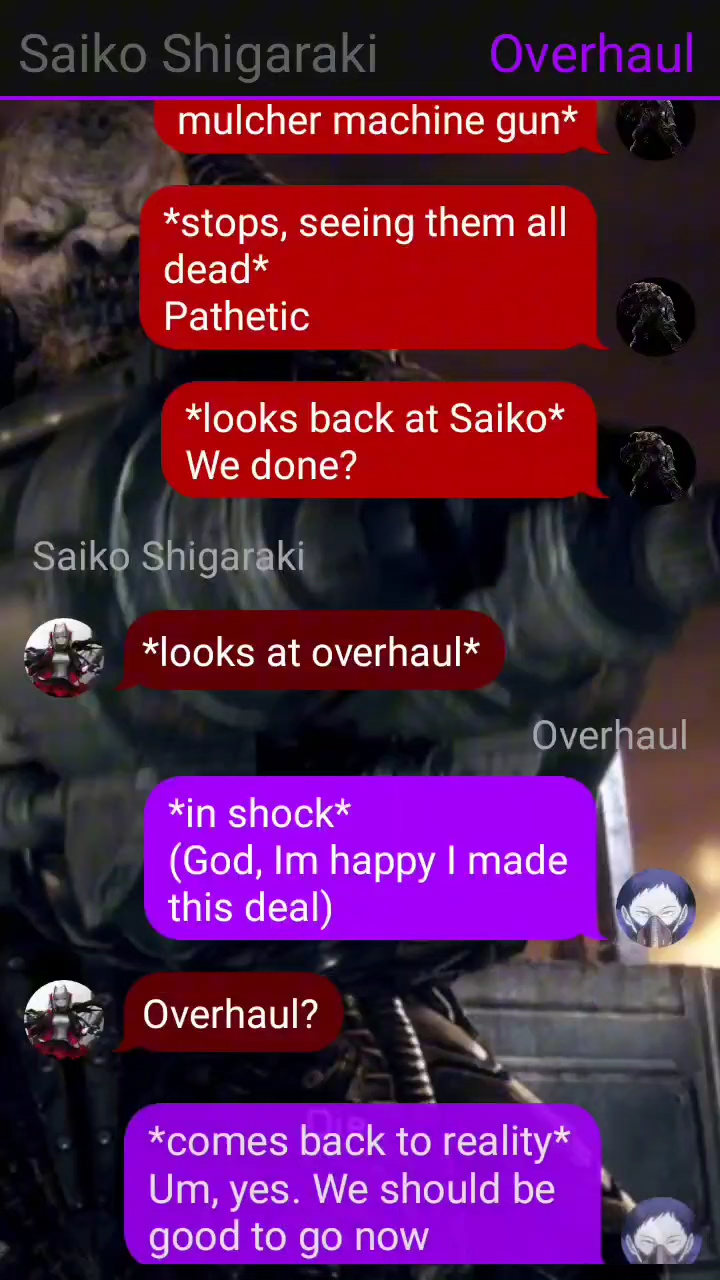 Saiko Shigaraki Overhaul
mulcher machine gun*
*stops, seeing them all
dead*
Pathetic
*looks back at Saiko*
We done?
Saiko Shigaraki
*looks at overhaul*
Overhaul
*in shock*
(God, Im happy I made
this deal)
Overhaul?
Die
*comes back to reality*
Um, yes. We should be
good to go now